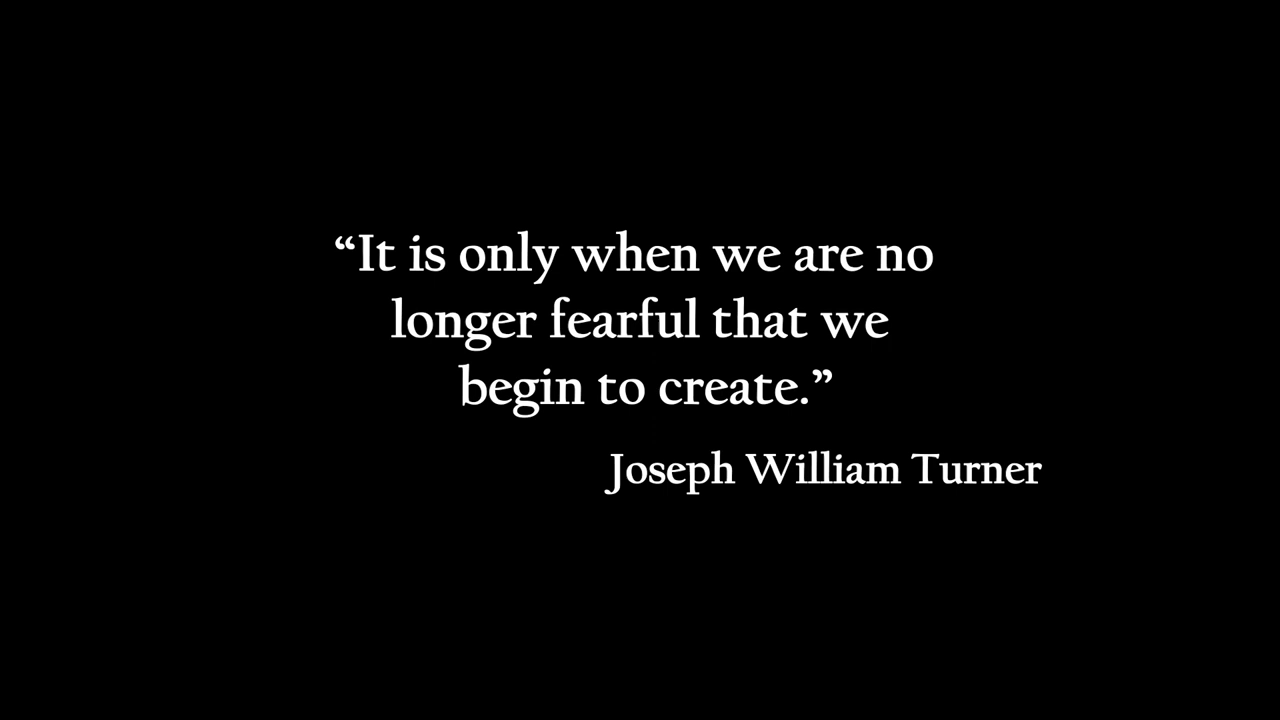 “It is only when we are no
longer fearful that we
begin to create.”
Joseph William Turner